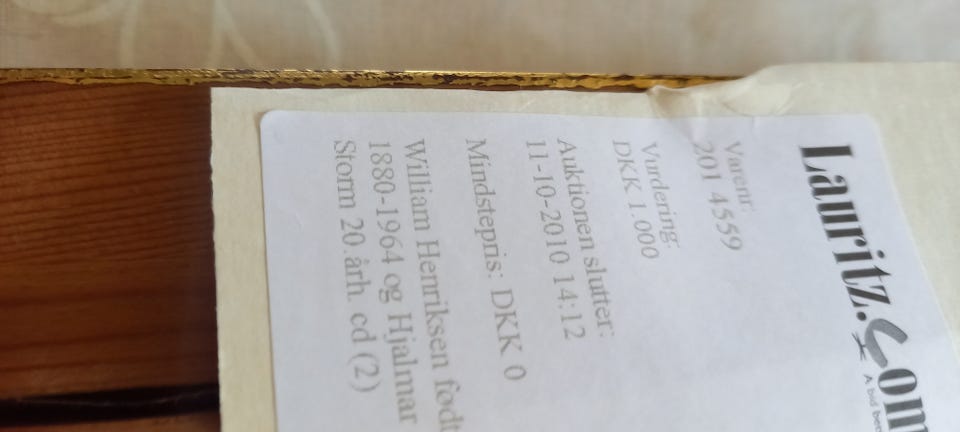 Lauritz.com
A bid
Varenr:
201 4559
Vurdering:
DKK 1.000
Auktionen slutter:
11-10-2010 14:12
Mindstepris: DKK 0
William Henriksen født
1880-1964 og Hjalmar
Storm 20.årh. cd (2)